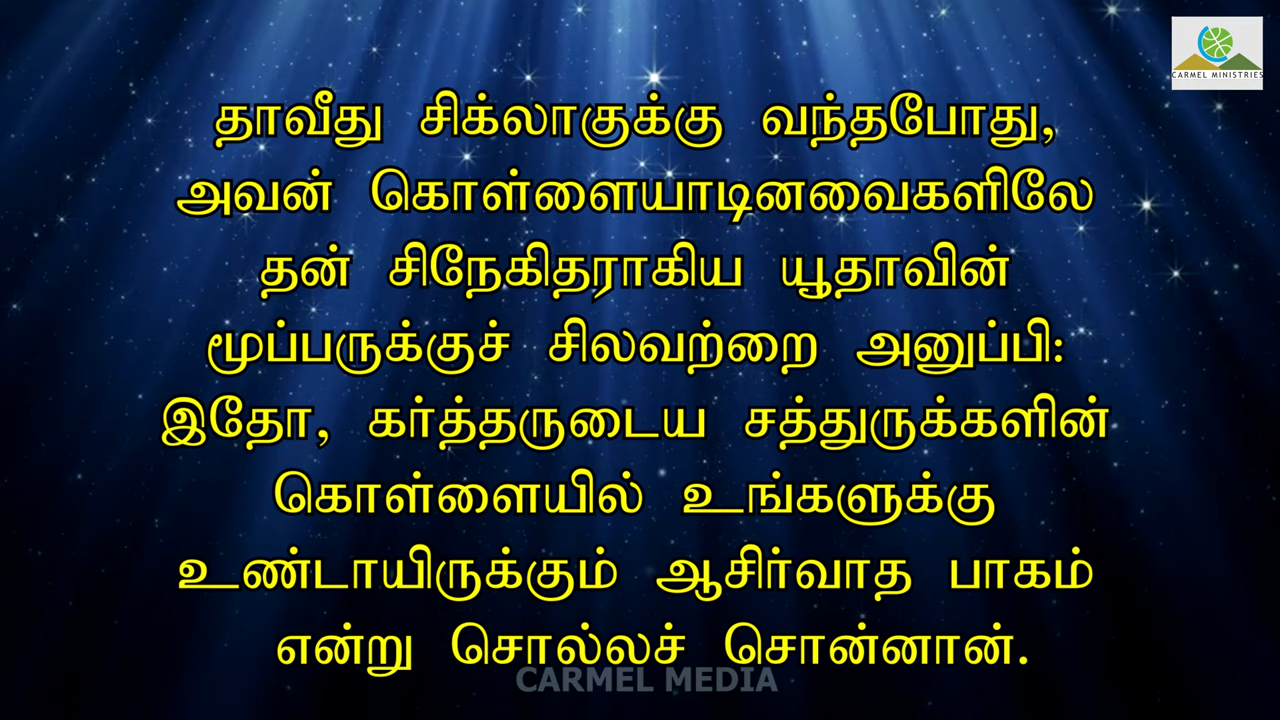 CARMEL MINISTRIES
தாவீது சிக்லாகுக்கு வந்தபோது,
அவன் கொள்ளையாடினவைகளிலே
தன் சிநேகிதராகிய யூதாவின்
மூப்பருக்குச் சிலவற்றை அனுப்பி:
இதோ, கர்த்தருடைய சத்துருக்களின்
கொள்ளையில் உங்களுக்கு
உண்டாயிருக்கும் ஆசிர்வாத பாகம்
என்று சொல்லச் சொன்னான்.
CARMEL MEDIA